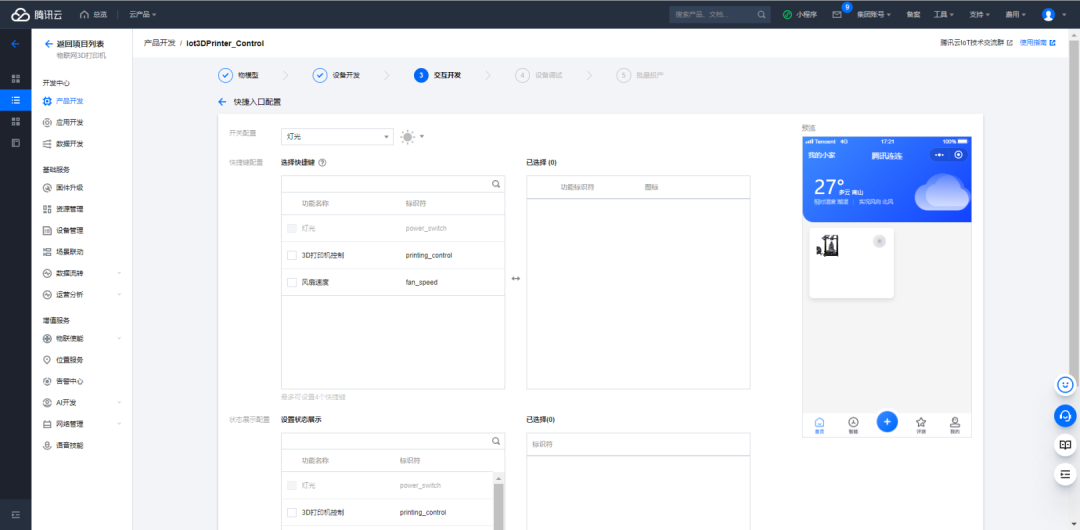 腾讯云 总览 云产品 搜索产品、文档... 小程序 9 集团账号 备案 工具 支持 费用
返回项目列表
物联网3D打印机
产品开发 / Iot3DPrinter_Control
腾讯云IoT技术交流群 使用指南
开发中心
产品开发
应用开发
数据开发
基础服务
固件升级
资源管理
设备管理
场景联动
数据流转
运营分析
增值服务
物联使能
位置服务
告警中心
AI开发
网络管理
语音技能
物模型 设备开发 3 交互开发 4 设备调试 5 批量投产
快捷入口配置
开关配置 灯光
快捷键配置 选择快捷键 已选择 (0)
功能名称 标识符 功能标识符 图标
灯光 power_switch
3D打印机控制 printing_control
风扇速度 fan_speed
最多可设置4个快捷键
状态展示配置 设置状态展示 已选择(0)
功能名称 标识符 标识符
灯光 power_switch
3D打印机控制 printing_control
预览
Tencent 4G 17:21 100%
我的小家 腾讯连连
27°
多云 南山
首页 智能 评测 我的